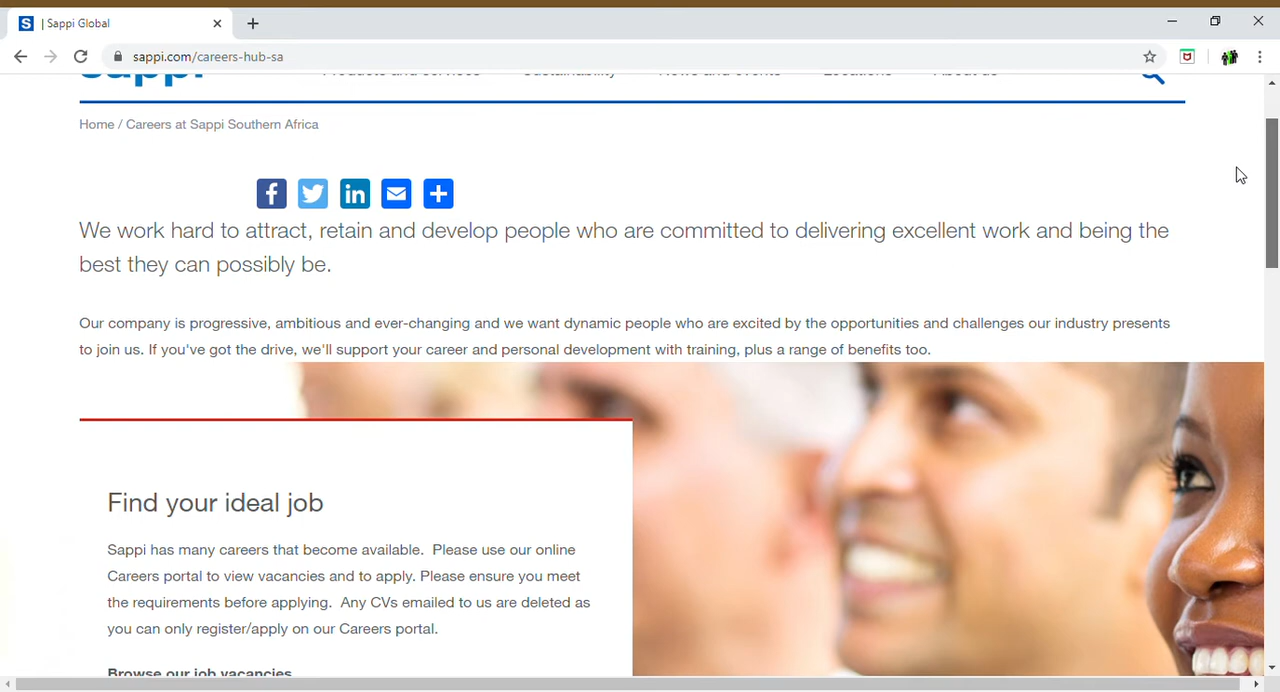 S | Sappi Global
sappi.com/careers-hub-sa
sappi Products and services Sustainability News and events Locations About us
Home / Careers at Sappi Southern Africa
We work hard to attract, retain and develop people who are committed to delivering excellent work and being the
best they can possibly be.
Our company is progressive, ambitious and ever-changing and we want dynamic people who are excited by the opportunities and challenges our industry presents
to join us. If you've got the drive, we'll support your career and personal development with training, plus a range of benefits too.
Find your ideal job
Sappi has many careers that become available. Please use our online
Careers portal to view vacancies and to apply. Please ensure you meet
the requirements before applying. Any CVs emailed to us are deleted as
you can only register/apply on our Careers portal.
Browse our job vacancies